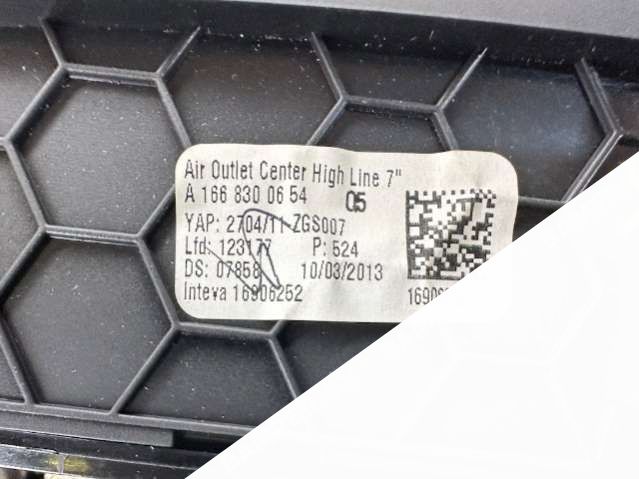 Air Outlet Center High Line 7"
A 166 830 06 54 05
YAP: 2704/11-ZGS007
Lfd: 123177 P: 524
DS: 07858 10/03/2013
Inteva 16906252